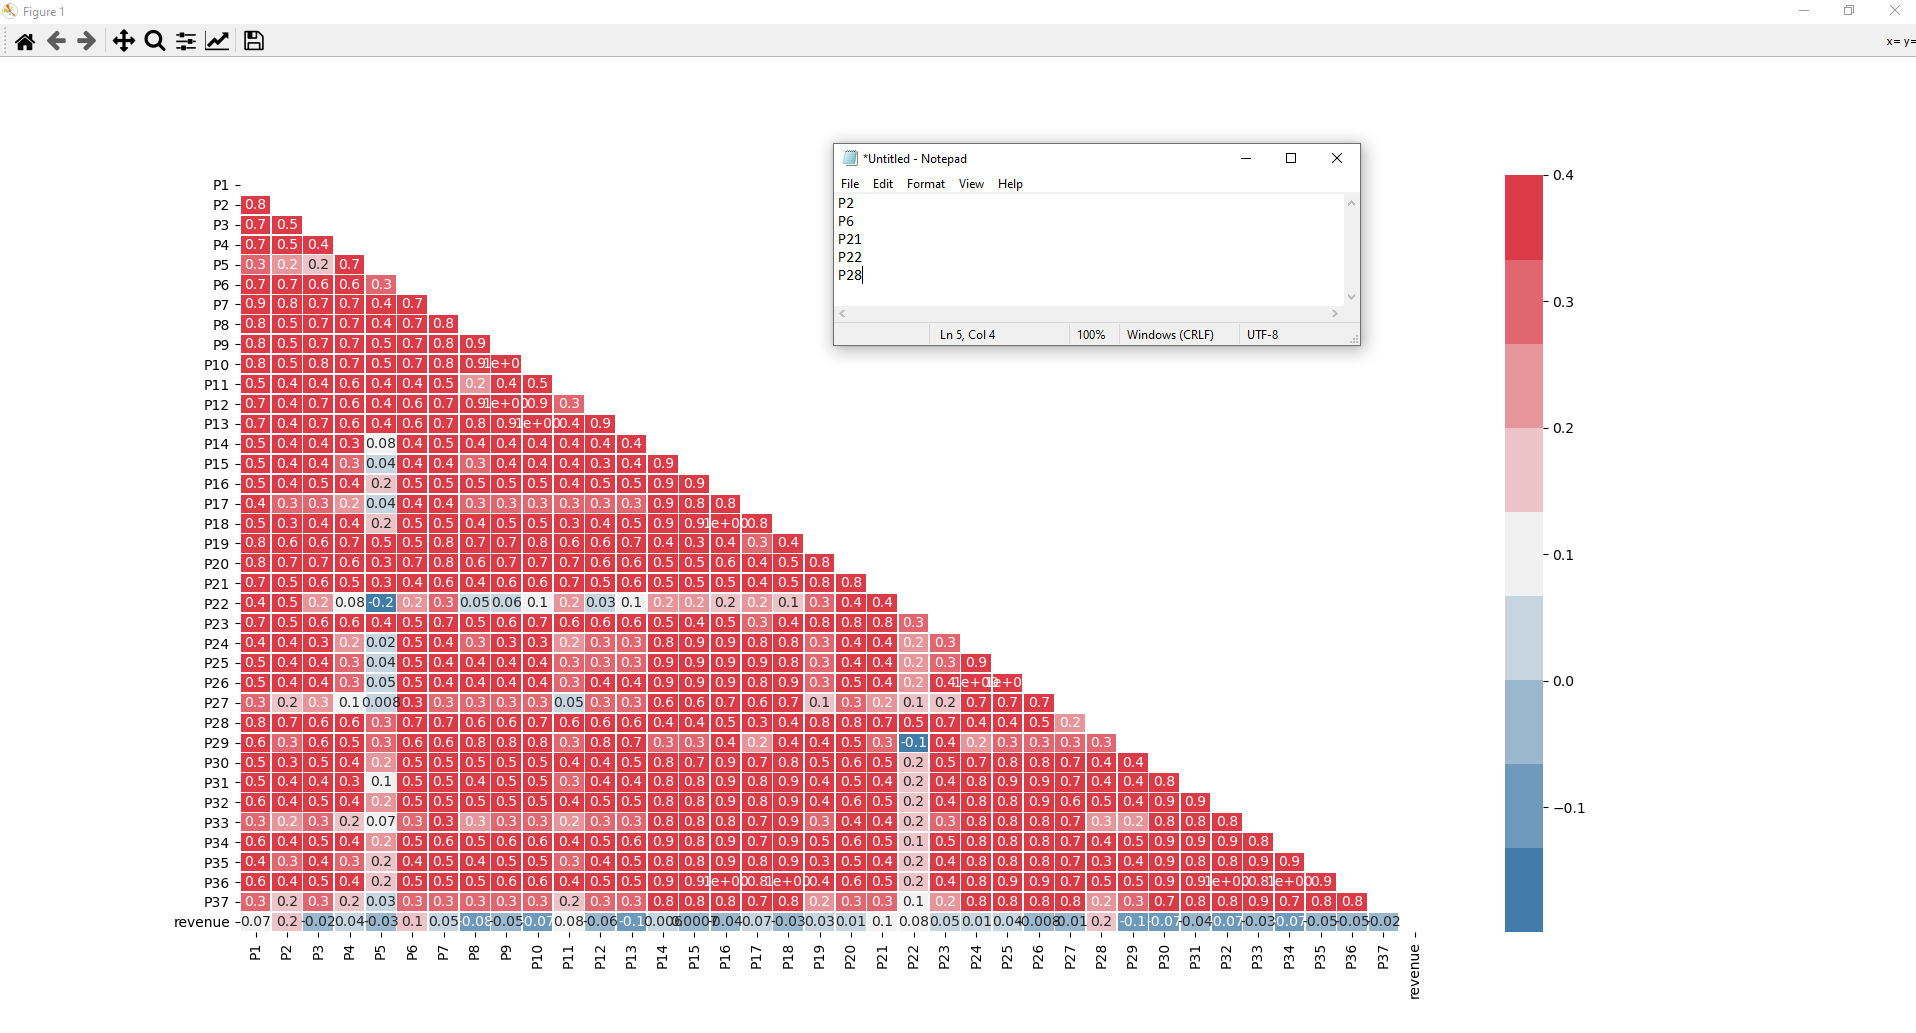 Figure 1
x= y=
*Untitled - Notepad
File Edit Format View Help
P2
P6
P21
P22
P28
Ln 5, Col 4 100% Windows (CRLF) UTF-8
P1
P2 0.8
P3 0.7 0.5
P4 0.7 0.5 0.4
P5 0.3 0.2 0.2 0.7
P6 0.7 0.7 0.6 0.6 0.3
P7 0.9 0.8 0.7 0.7 0.4 0.7
P8 0.8 0.5 0.7 0.7 0.4 0.7 0.8
P9 0.8 0.5 0.7 0.7 0.5 0.7 0.8 0.9
P10 0.8 0.5 0.8 0.7 0.5 0.7 0.8 0.9 1e+0
P11 0.5 0.4 0.4 0.6 0.4 0.4 0.5 0.2 0.4 0.5
P12 0.7 0.4 0.7 0.6 0.4 0.6 0.7 0.9 1e+00 0.9 0.3
P13 0.7 0.4 0.7 0.6 0.4 0.6 0.7 0.8 0.9 1e+00 0.4 0.9
P14 0.5 0.4 0.4 0.3 0.08 0.4 0.5 0.4 0.4 0.4 0.4 0.4 0.4
P15 0.5 0.4 0.4 0.3 0.04 0.4 0.4 0.3 0.4 0.4 0.4 0.3 0.4 0.9
P16 0.5 0.4 0.5 0.4 0.2 0.5 0.5 0.5 0.5 0.5 0.4 0.5 0.5 0.9 0.9
P17 0.4 0.3 0.3 0.2 0.04 0.4 0.4 0.3 0.3 0.3 0.3 0.3 0.3 0.9 0.8 0.8
P18 0.5 0.3 0.4 0.4 0.2 0.5 0.5 0.4 0.5 0.5 0.3 0.4 0.5 0.9 0.9 1e+00 0.8
P19 0.8 0.6 0.6 0.7 0.5 0.5 0.8 0.7 0.7 0.8 0.6 0.6 0.7 0.4 0.3 0.4 0.3 0.4
P20 0.8 0.7 0.7 0.6 0.3 0.7 0.8 0.6 0.7 0.7 0.7 0.6 0.6 0.5 0.5 0.6 0.4 0.5 0.8
P21 0.7 0.5 0.6 0.5 0.3 0.4 0.6 0.4 0.6 0.6 0.7 0.5 0.6 0.5 0.5 0.5 0.4 0.5 0.8 0.8
P22 0.4 0.5 0.2 0.08 -0.2 0.2 0.3 0.05 0.06 0.1 0.2 0.03 0.1 0.2 0.2 0.2 0.2 0.1 0.3 0.4 0.4
P23 0.7 0.5 0.6 0.6 0.4 0.5 0.7 0.5 0.6 0.7 0.6 0.6 0.6 0.5 0.4 0.5 0.3 0.4 0.8 0.8 0.8 0.3
P24 0.4 0.4 0.3 0.2 0.02 0.5 0.4 0.3 0.3 0.3 0.2 0.3 0.3 0.8 0.9 0.9 0.8 0.8 0.3 0.4 0.4 0.2 0.3
P25 0.5 0.4 0.4 0.3 0.04 0.5 0.4 0.4 0.4 0.4 0.3 0.3 0.3 0.9 0.9 0.9 0.9 0.8 0.3 0.4 0.4 0.2 0.3 0.9
P26 0.5 0.4 0.4 0.3 0.05 0.5 0.4 0.4 0.4 0.4 0.3 0.4 0.4 0.9 0.9 0.9 0.8 0.9 0.3 0.5 0.4 0.2 0.4 1e+00 1e+0
P27 0.3 0.2 0.3 0.1 0.008 0.3 0.3 0.3 0.3 0.3 0.05 0.3 0.3 0.6 0.6 0.7 0.6 0.7 0.1 0.3 0.2 0.1 0.2 0.7 0.7 0.7
P28 0.8 0.7 0.6 0.6 0.3 0.7 0.7 0.6 0.6 0.7 0.6 0.6 0.6 0.4 0.4 0.5 0.3 0.4 0.8 0.8 0.7 0.5 0.7 0.4 0.4 0.5 0.2
P29 0.6 0.3 0.6 0.5 0.3 0.6 0.6 0.8 0.8 0.8 0.3 0.8 0.7 0.3 0.3 0.4 0.2 0.4 0.4 0.5 0.3 -0.1 0.4 0.2 0.3 0.3 0.3 0.3
P30 0.5 0.3 0.5 0.4 0.2 0.5 0.5 0.5 0.5 0.5 0.4 0.4 0.5 0.8 0.7 0.9 0.7 0.8 0.5 0.6 0.5 0.2 0.5 0.7 0.8 0.8 0.7 0.4 0.4
P31 0.5 0.4 0.4 0.3 0.1 0.5 0.5 0.4 0.5 0.5 0.3 0.4 0.4 0.8 0.8 0.9 0.8 0.9 0.4 0.5 0.4 0.2 0.4 0.8 0.9 0.9 0.7 0.4 0.4 0.8
P32 0.6 0.4 0.5 0.4 0.2 0.5 0.5 0.5 0.5 0.5 0.4 0.5 0.5 0.8 0.8 0.9 0.8 0.9 0.4 0.6 0.5 0.2 0.4 0.8 0.8 0.9 0.6 0.5 0.4 0.9 0.9
P33 0.3 0.2 0.3 0.2 0.07 0.3 0.3 0.3 0.3 0.3 0.2 0.3 0.3 0.8 0.8 0.8 0.7 0.9 0.3 0.4 0.4 0.2 0.3 0.8 0.8 0.8 0.7 0.3 0.2 0.8 0.8 0.8
P34 0.6 0.4 0.5 0.4 0.2 0.5 0.6 0.5 0.6 0.6 0.4 0.5 0.5 0.9 0.8 0.9 0.7 0.9 0.5 0.6 0.5 0.1 0.5 0.8 0.8 0.8 0.7 0.4 0.5 0.9 0.9 0.9 0.8
P35 0.4 0.3 0.4 0.3 0.2 0.4 0.5 0.4 0.5 0.5 0.3 0.4 0.5 0.8 0.8 0.9 0.8 0.9 0.3 0.5 0.4 0.2 0.4 0.8 0.8 0.8 0.7 0.3 0.4 0.9 0.8 0.8 0.9 0.9
P36 0.6 0.4 0.5 0.4 0.2 0.5 0.5 0.5 0.6 0.6 0.4 0.5 0.5 0.9 0.9 1e+00 0.8 1e+00 0.4 0.6 0.5 0.2 0.4 0.8 0.9 0.9 0.7 0.5 0.5 0.9 0.9 1e+00 0.8 1e+00 0.9
P37 0.3 0.2 0.3 0.2 0.03 0.3 0.3 0.3 0.3 0.3 0.2 0.3 0.3 0.8 0.8 0.8 0.7 0.8 0.2 0.3 0.2 0.1 0.2 0.8 0.8 0.8 0.8 0.2 0.3 0.8 0.8 0.8 0.9 0.7 0.8 0.8
revenue -0.07 0.2 -0.02 0.04 -0.03 0.1 0.05 -0.08 -0.05 -0.07 0.08 -0.06 -0.1 0.006 -0.04 -0.07 -0.03 0.03 0.01 0.1 0.08 0.05 0.01 0.04 -0.008 -0.01 0.2 -0.1 -0.07 -0.04 -0.07 -0.03 -0.07 -0.05 -0.05 -0.02
P1 P2 P3 P4 P5 P6 P7 P8 P9 P10 P11 P12 P13 P14 P15 P16 P17 P18 P19 P20 P21 P22 P23 P24 P25 P26 P27 P28 P29 P30 P31 P32 P33 P34 P35 P36 P37 revenue
0.4
0.3
0.2
0.1
0.0
−0.1